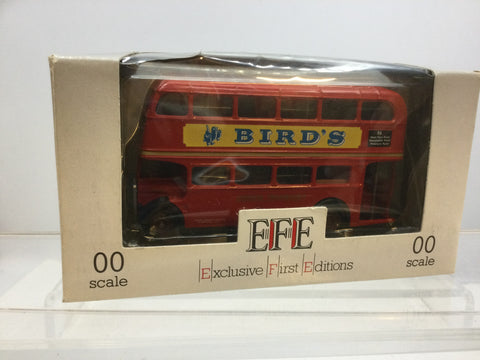 BIRD'S
EFE
Exclusive First Editions
00
scale
00
scale